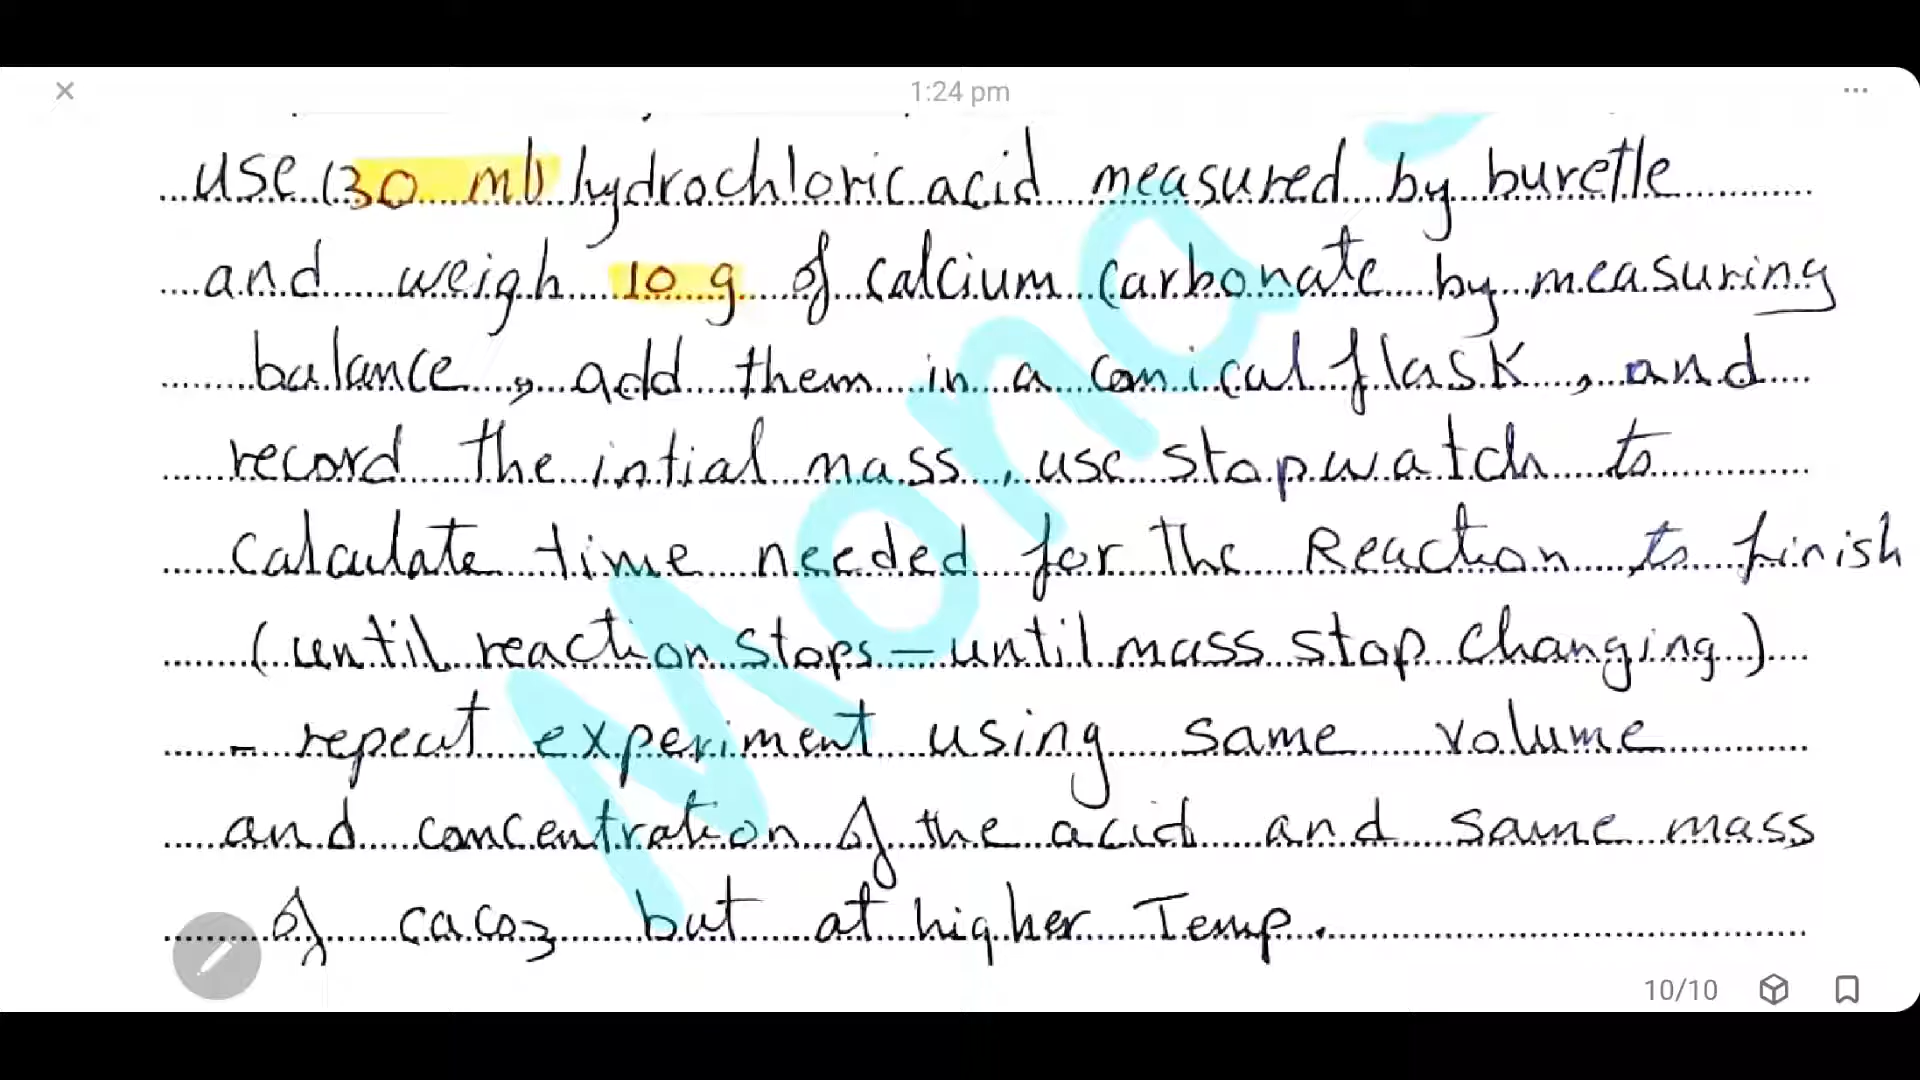 1:24 pm
use (30 ml) hydrochloric acid measured by burette
and weigh 10 g of calcium carbonate by measuring
balance, add them in a conical flask, and
record the intial mass, use stopwatch to
calculate time needed for the Reaction to finish
(until reaction stops – until mass stop changing)
- repeat experiment using same volume
and concentration of the acid and same mass
of caco3 but at higher Temp.
Mona
10/10